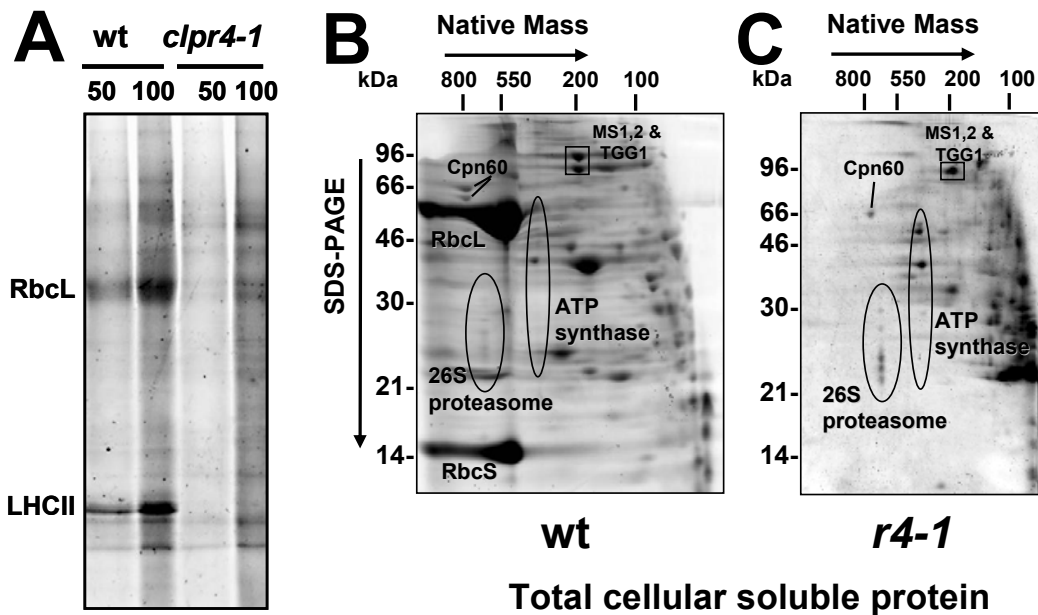 A
wt clpr4-1
50 100 50 100
RbcL
LHCII
B
Native Mass
kDa 800 550 200 100
MS1,2 &
TGG1
96-
Cpn60
66-
RbcL
46-
SDS-PAGE
30-
ATP
synthase
26S
proteasome
21-
14-
RbcS
wt
C
Native Mass
kDa 800 550 200 100
MS1,2 &
TGG1
96-
Cpn60
66-
46-
30-
ATP
synthase
26S
proteasome
21-
14-
r4-1
Total cellular soluble protein